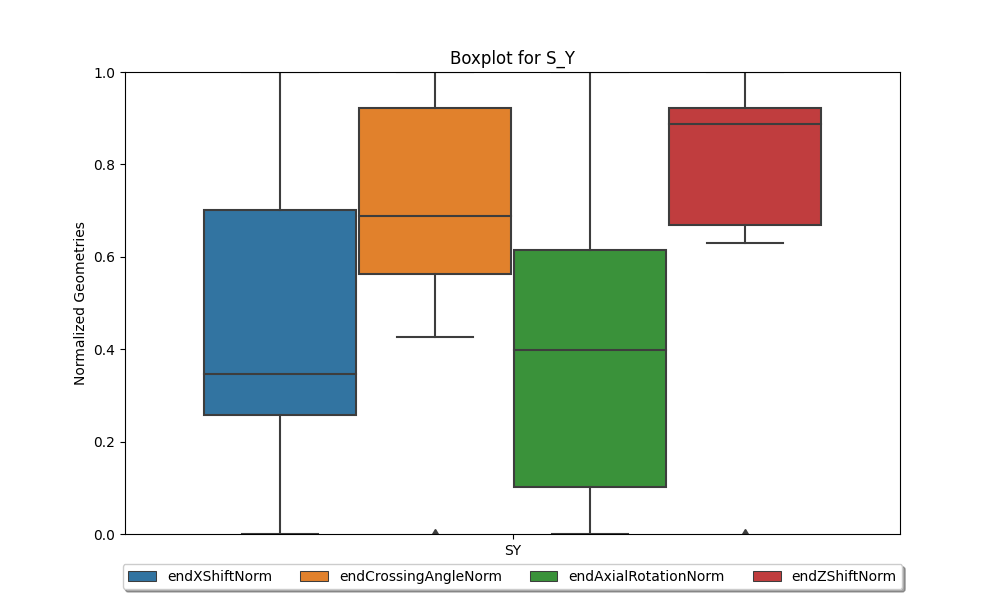 Boxplot for S_Y
1.0
0.8
0.6
0.4
0.2
0.0
Normalized Geometries
SY
endXShiftNorm endCrossingAngleNorm endAxialRotationNorm endZShiftNorm